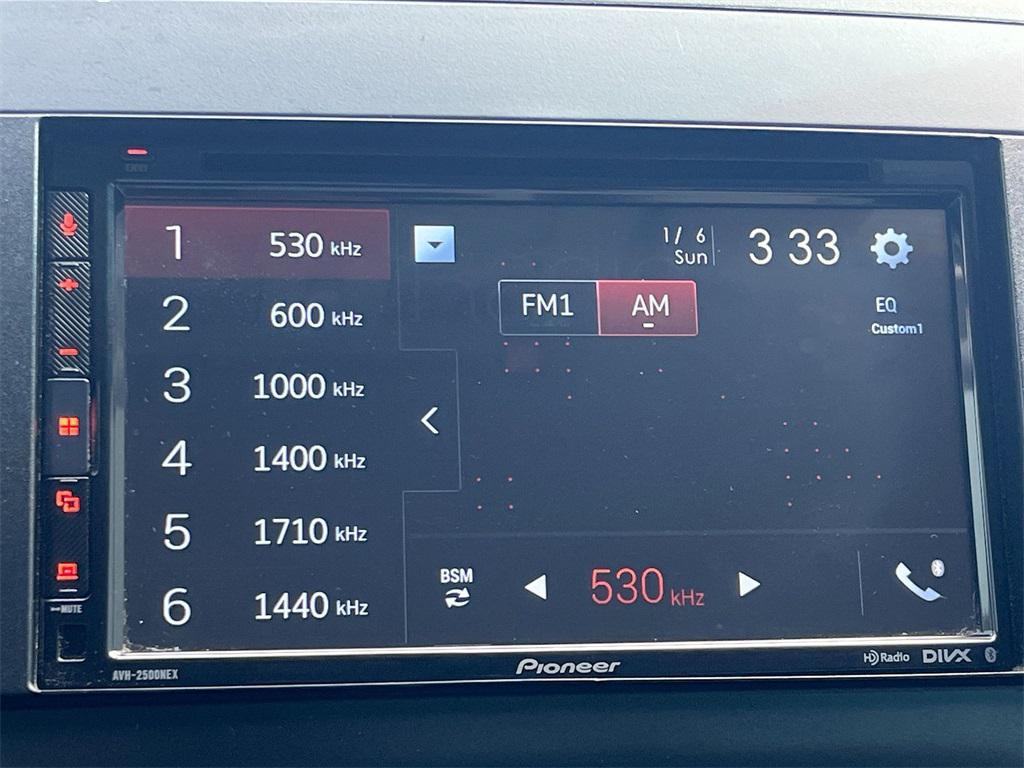 1 530 kHz
2 600 kHz
3 1000 kHz
4 1400 kHz
5 1710 kHz
6 1440 kHz
1/ 6
Sun
3 33
FM1 AM
EQ
Custom1
BSM
530 kHz
MUTE
AVH-2500NEX
Pioneer
HD Radio DIVX